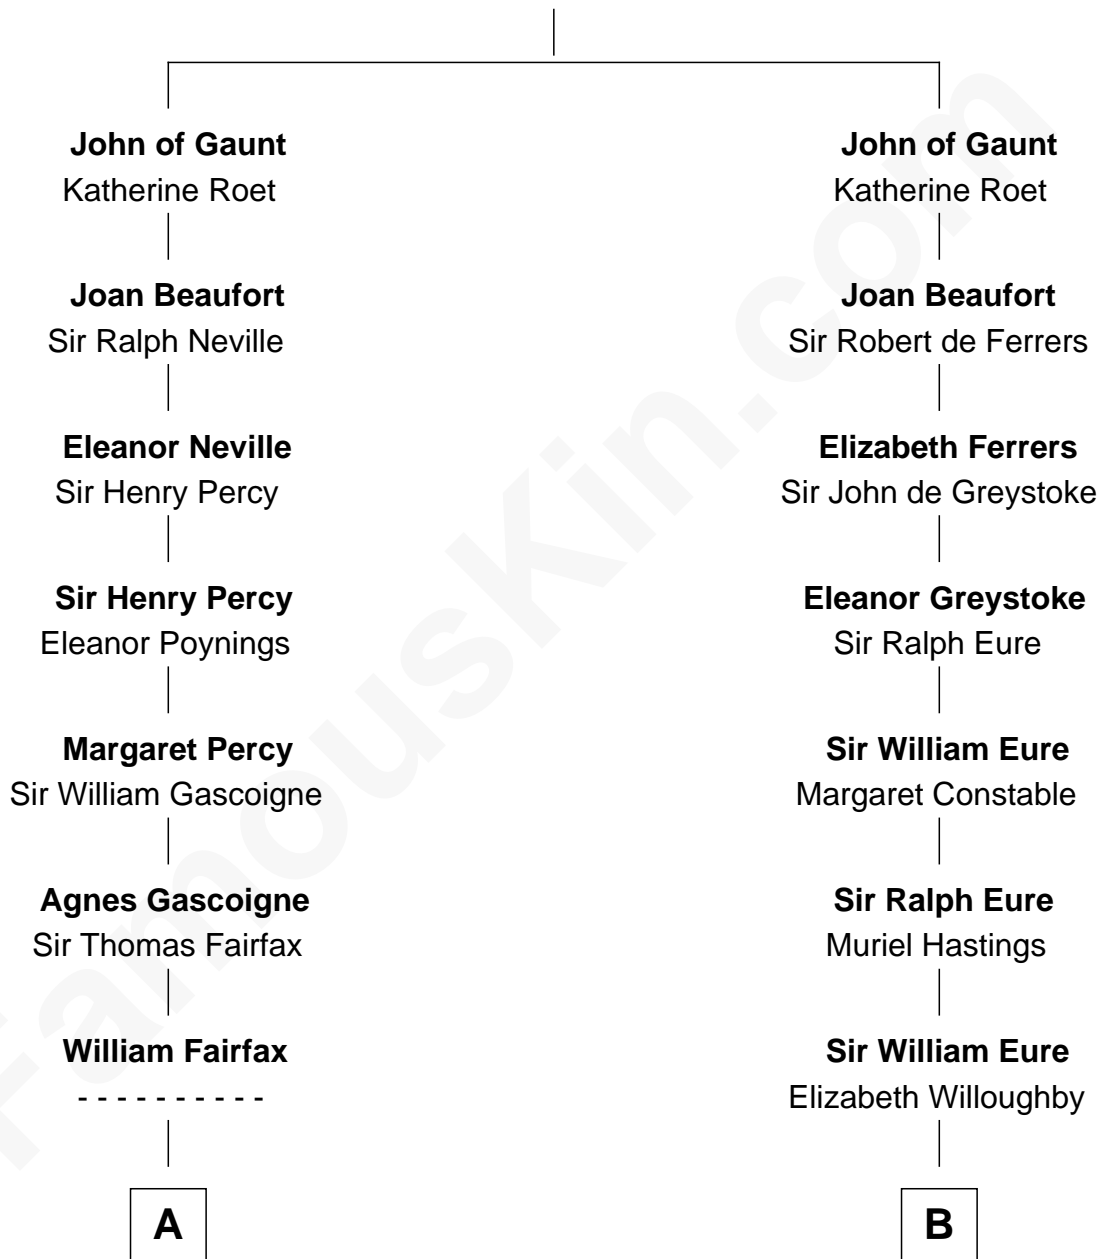 John of Gaunt
Katherine Roet
Joan Beaufort
Sir Ralph Neville
Eleanor Neville
Sir Henry Percy
Sir Henry Percy
Eleanor Poynings
Margaret Percy
Sir William Gascoigne
Agnes Gascoigne
Sir Thomas Fairfax
William Fairfax
- - - - - - - - - -
A
John of Gaunt
Katherine Roet
Joan Beaufort
Sir Robert de Ferrers
Elizabeth Ferrers
Sir John de Greystoke
Eleanor Greystoke
Sir Ralph Eure
Sir William Eure
Margaret Constable
Sir Ralph Eure
Muriel Hastings
Sir William Eure
Elizabeth Willoughby
B
FamousKin.com